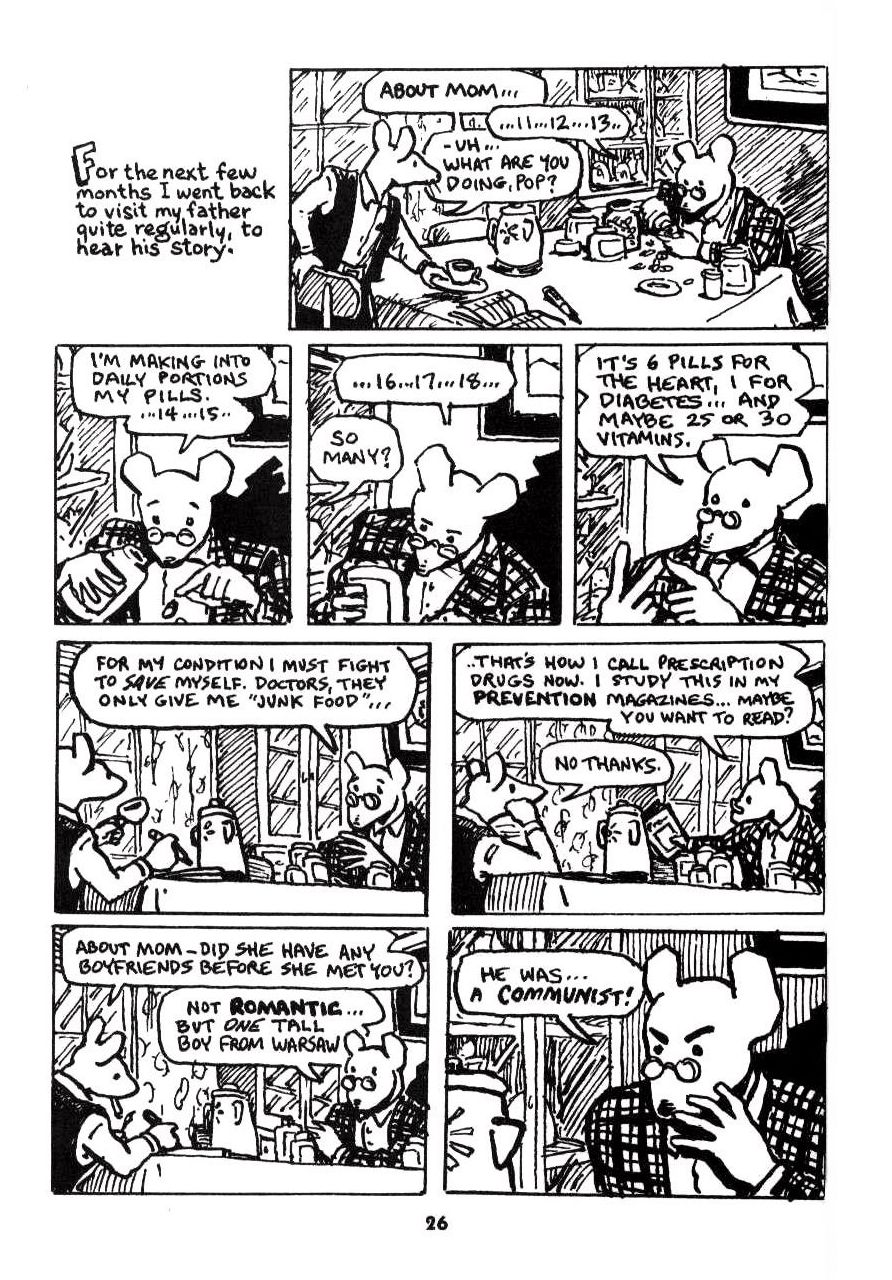 For the next few
months I went back
to visit my father
quite regularly, to
hear his story.
ABOUT MOM...
...11...12...13..
-UH...
WHAT ARE YOU
DOING, POP?
I'M MAKING INTO
DAILY PORTIONS
MY PILLS.
...14...15..
...16...17...18...
SO
MANY?
IT'S 6 PILLS FOR
THE HEART, 1 FOR
DIABETES... AND
MAYBE 25 OR 30
VITAMINS.
FOR MY CONDITION I MUST FIGHT
TO SAVE MYSELF. DOCTORS, THEY
ONLY GIVE ME "JUNK FOOD"...
..THAT'S HOW I CALL PRESCRIPTION
DRUGS NOW. I STUDY THIS IN MY
PREVENTION MAGAZINES... MAYBE
YOU WANT TO READ?
NO THANKS.
ABOUT MOM - DID SHE HAVE ANY
BOYFRIENDS BEFORE SHE MET YOU?
NOT ROMANTIC...
BUT ONE TALL
BOY FROM WARSAW
HE WAS...
A COMMUNIST!
26